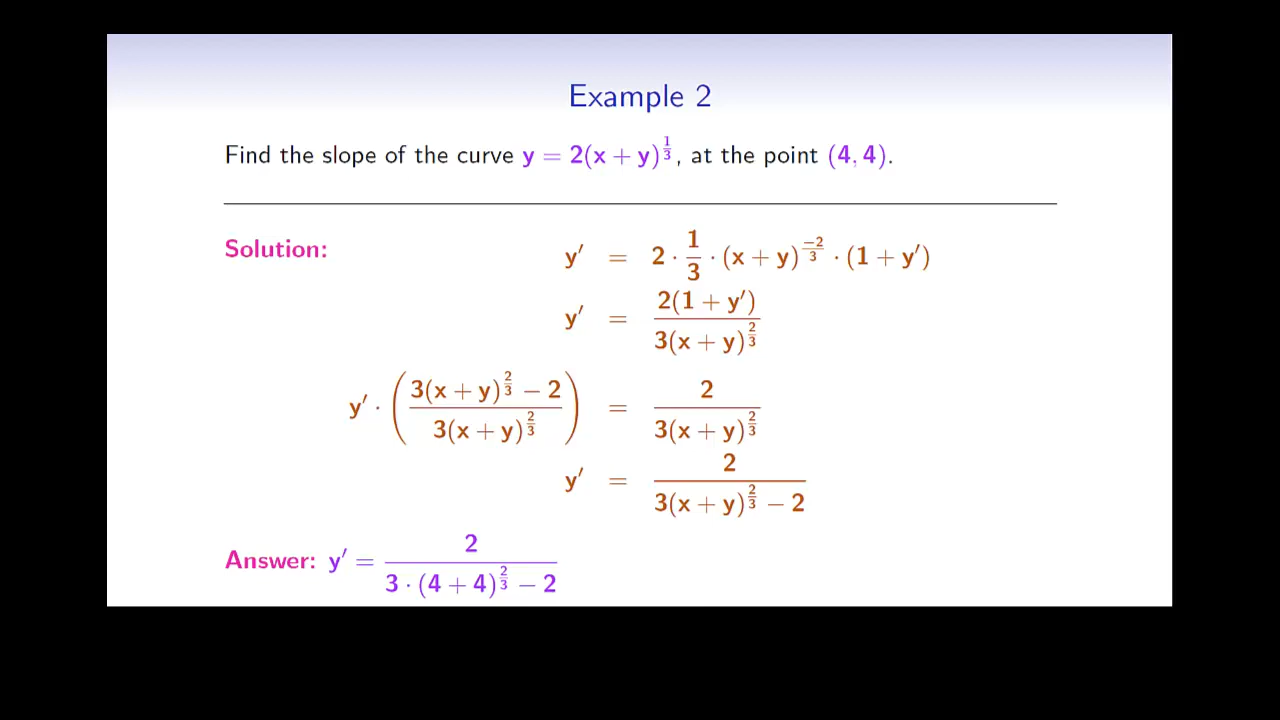 Example 2
Find the slope of the curve y = 2(x + y)^{1/3}, at the point (4, 4).
Solution: y′ = 2 · 1/3 · (x + y)^{−2/3} · (1 + y′)
y′ = 2(1 + y′) / 3(x + y)^{2/3}
y′ · ( (3(x + y)^{2/3} − 2) / 3(x + y)^{2/3} ) = 2 / 3(x + y)^{2/3}
y′ = 2 / (3(x + y)^{2/3} − 2)
Answer: y′ = 2 / (3 · (4 + 4)^{2/3} − 2)